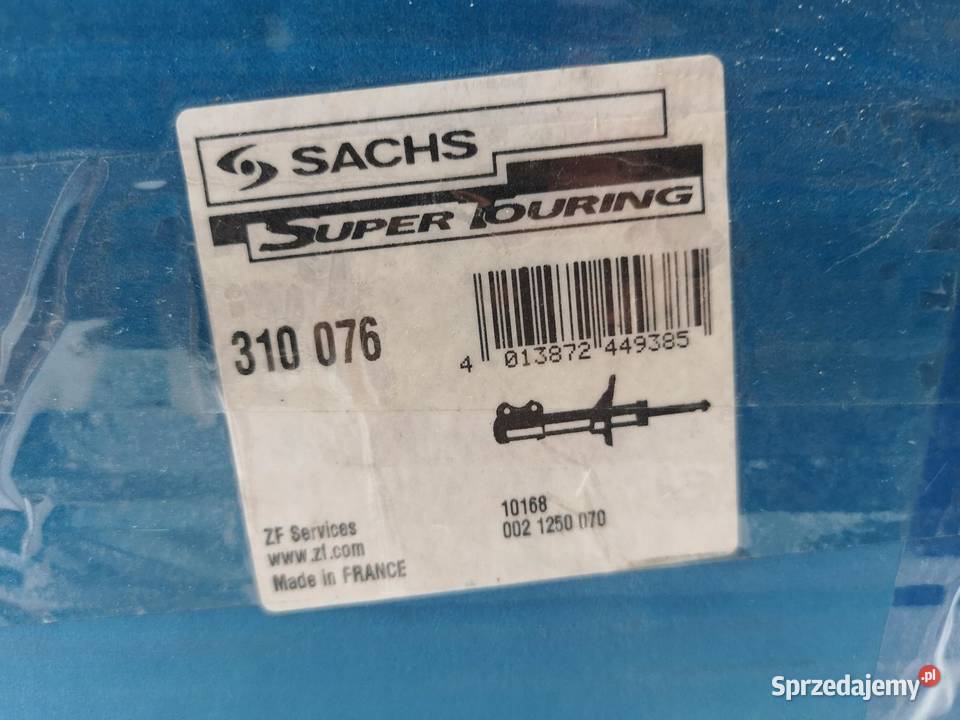 SACHS
SUPER TOURING
310 076
4 013872 449385
10168
002 1250 070
ZF Services
www.zf.com
Made in FRANCE
Sprzedajemy.pl